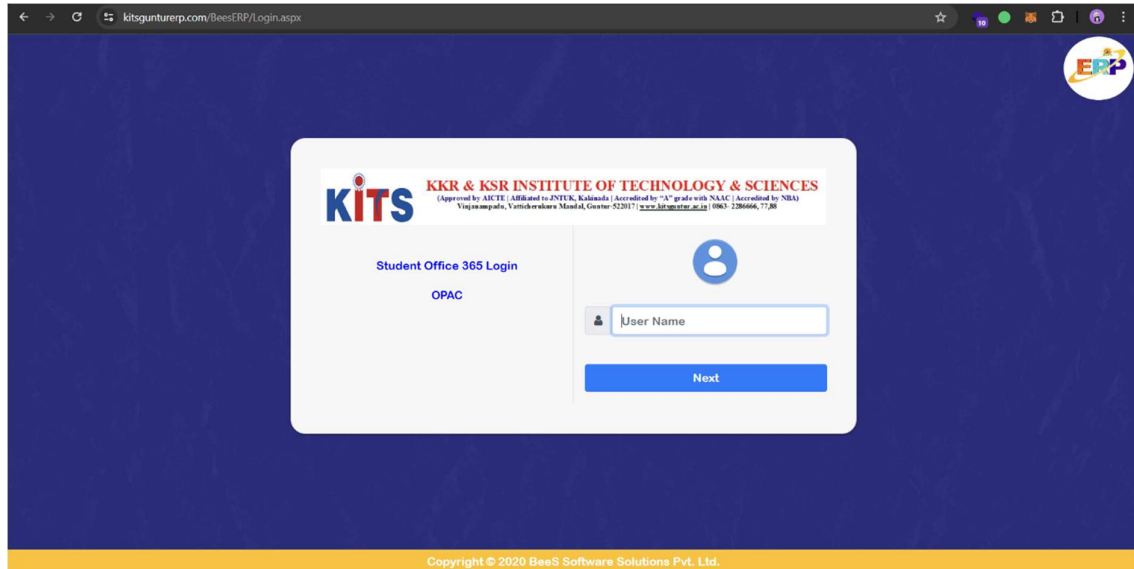 kitsgunturerp.com/BeesERP/Login.aspx
10
ERP
KiTS
KKR & KSR INSTITUTE OF TECHNOLOGY & SCIENCES
(Approved by AICTE | Affiliated to JNTUK, Kakinada | Accredited by "A" grade with NAAC | Accredited by NBA)
Vinjanampadu, Vatticherukuru Mandal, Guntur-522017 | www.kitsguntur.ac.in | 0863- 2286666, 77,88
Student Office 365 Login
OPAC
User Name
Next
Copyright © 2020 BeeS Software Solutions Pvt. Ltd.